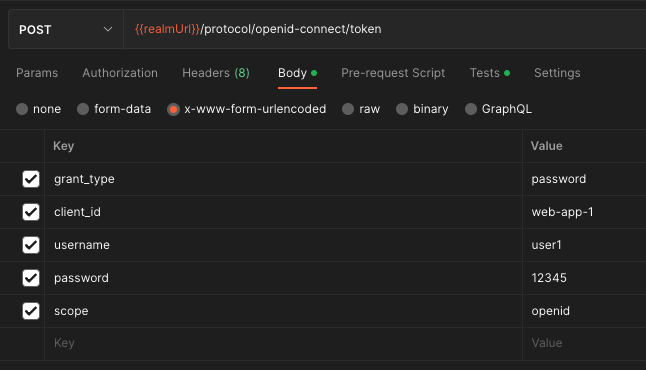 POST {{realmUrl}}/protocol/openid-connect/token
Params Authorization Headers (8) Body Pre-request Script Tests Settings
none form-data x-www-form-urlencoded raw binary GraphQL
Key Value
grant_type password
client_id web-app-1
username user1
password 12345
scope openid
Key Value